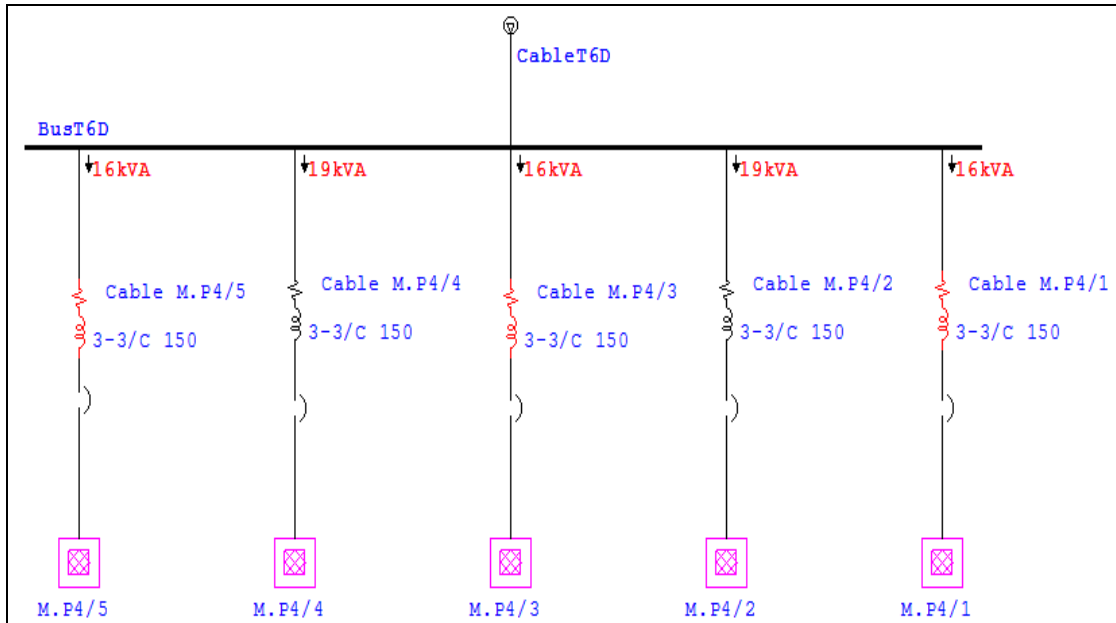 CableT6D
BusT6D
16kVA 19kVA 16kVA 19kVA 16kVA
Cable M.P4/5 Cable M.P4/4 Cable M.P4/3 Cable M.P4/2 Cable M.P4/1
3-3/C 150 3-3/C 150 3-3/C 150 3-3/C 150 3-3/C 150
M.P4/5 M.P4/4 M.P4/3 M.P4/2 M.P4/1